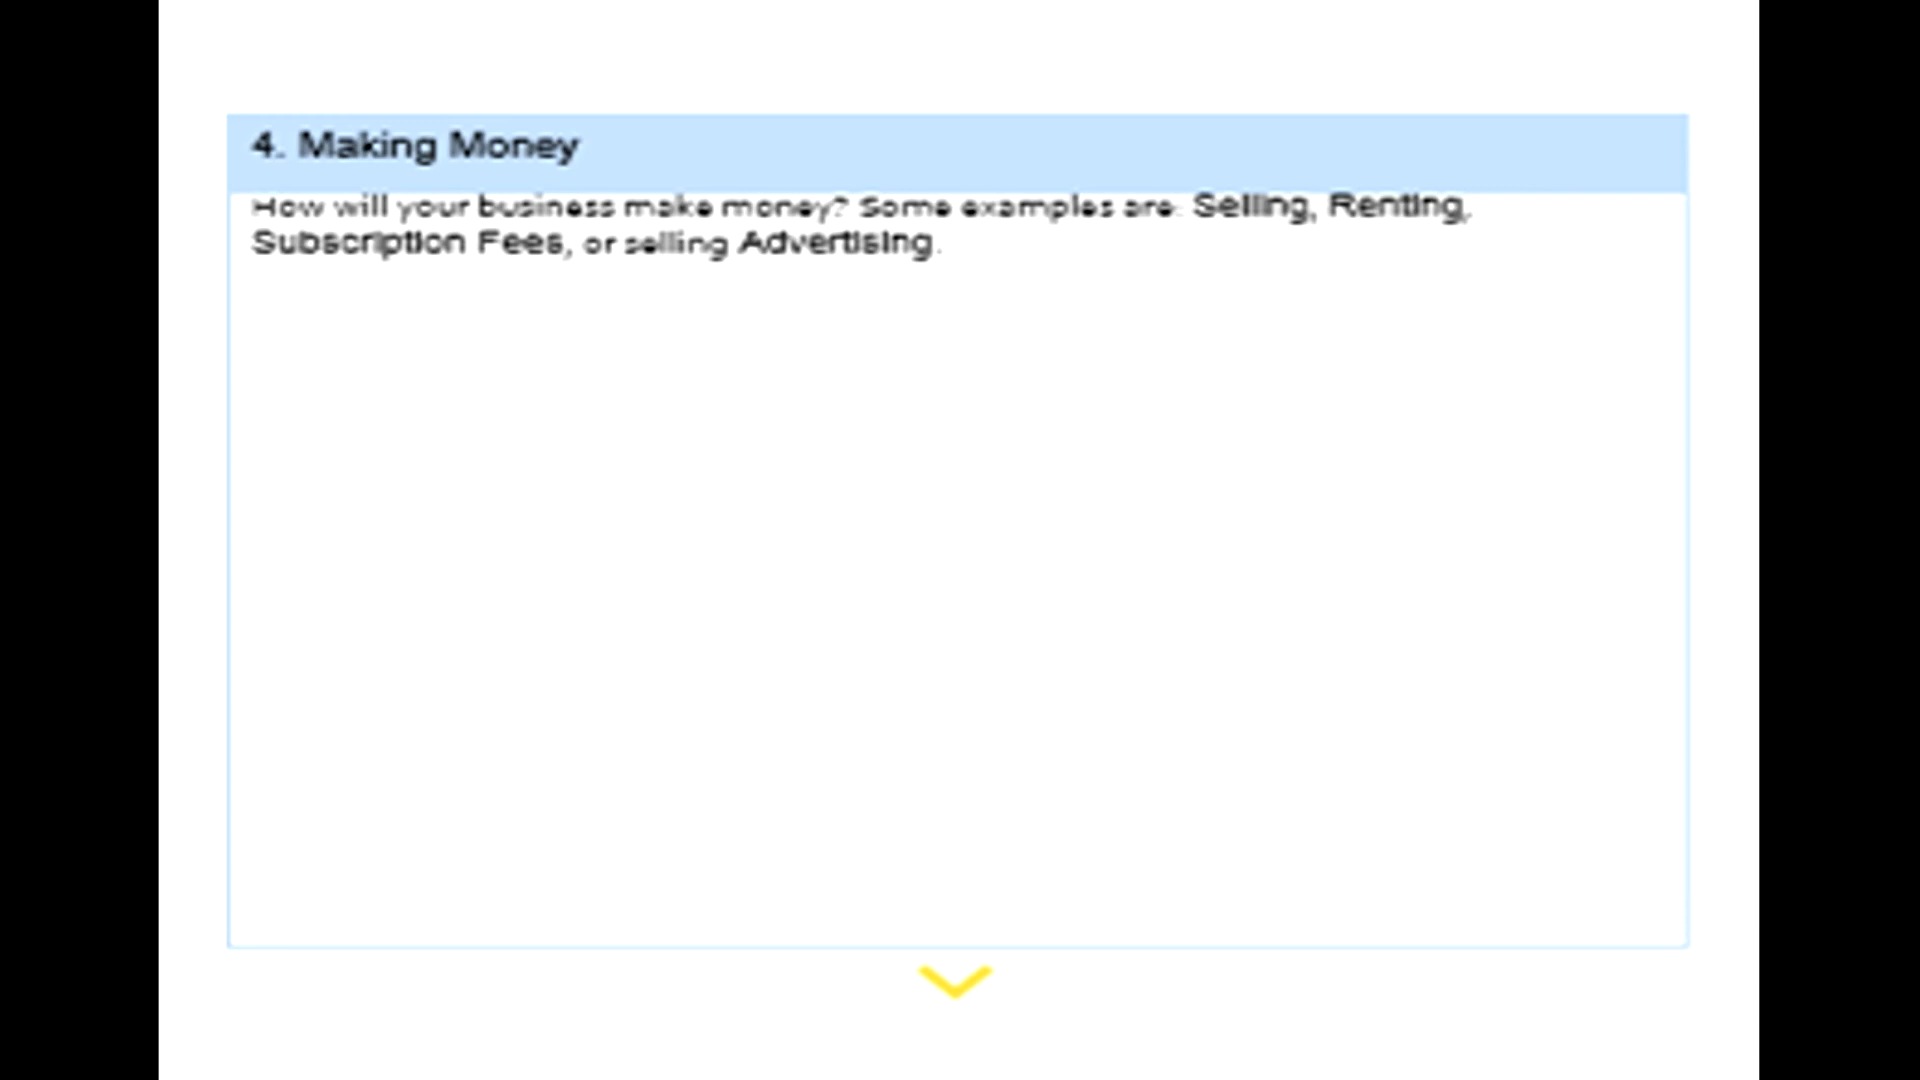 4. Making Money
How will your business make money? Some examples are: Selling, Renting,
Subscription Fees, or selling Advertising.